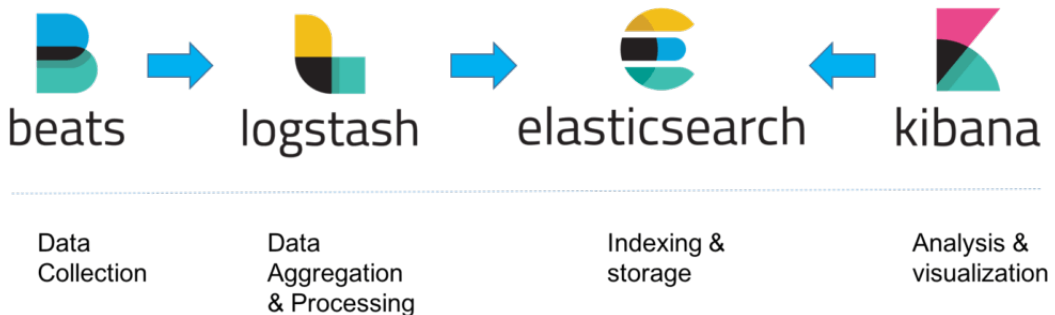 beats
logstash
elasticsearch
kibana
Data
Collection
Data
Aggregation
& Processing
Indexing &
storage
Analysis &
visualization